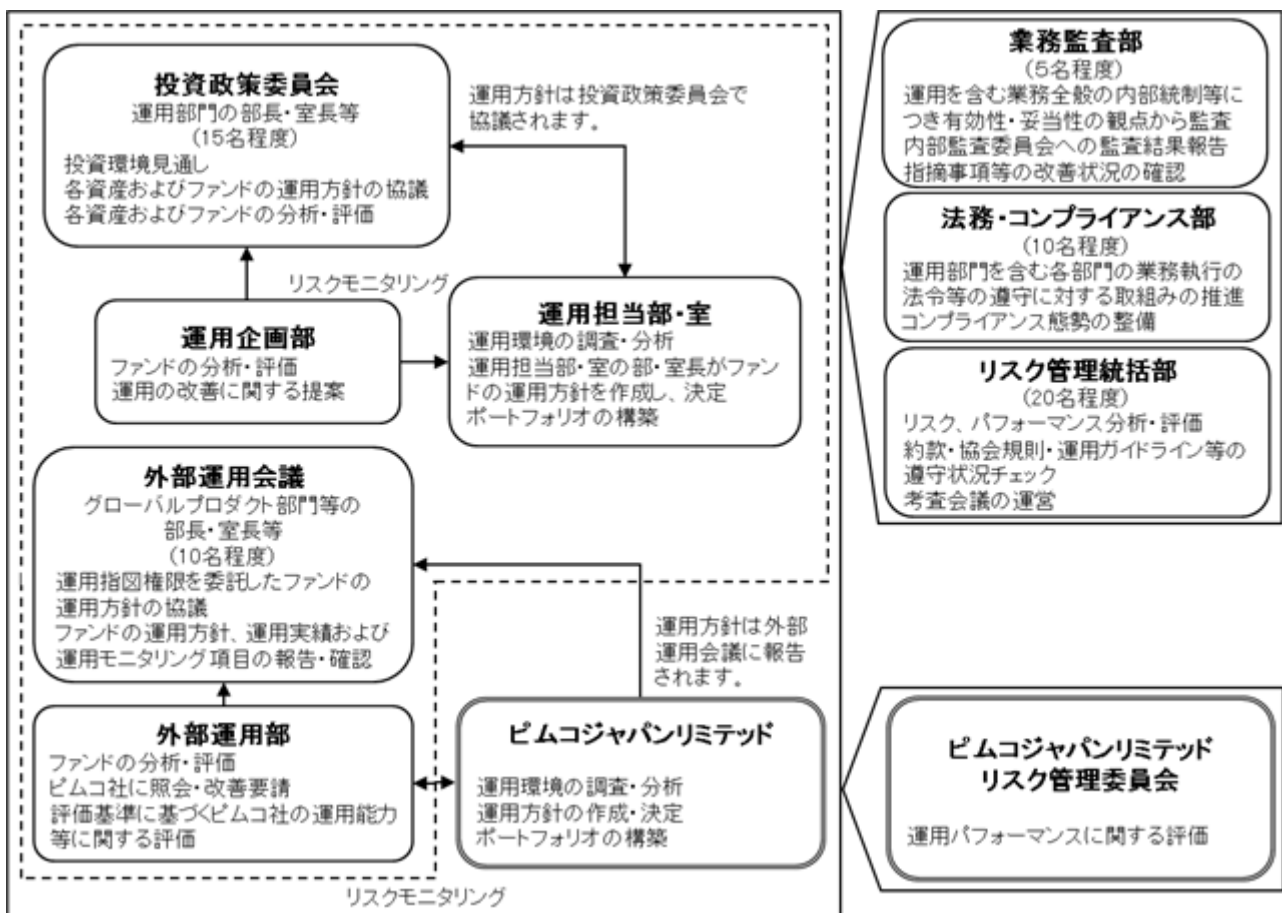 投資政策委員会
運用部門の部長・室長等
(15名程度)
投資環境見通し
各資産およびファンドの運用方針の協議
各資産およびファンドの分析・評価
運用方針は投資政策委員会で
協議されます。
リスクモニタリング
運用企画部
ファンドの分析・評価
運用の改善に関する提案
運用担当部・室
運用環境の調査・分析
運用担当部・室の部・室長がファン
ドの運用方針を作成し、決定
ポートフォリオの構築
外部運用会議
グローバルプロダクト部門等の
部長・室長等
(10名程度)
運用指図権限を委託したファンドの
運用方針の協議
ファンドの運用方針、運用実績および
運用モニタリング項目の報告・確認
運用方針は外部
運用会議に報告
されます。
外部運用部
ファンドの分析・評価
ピムコ社に照会・改善要請
評価基準に基づくピムコ社の運用能力
等に関する評価
ピムコジャパンリミテッド
運用環境の調査・分析
運用方針の作成・決定
ポートフォリオの構築
リスクモニタリング
業務監査部
(5名程度)
運用を含む業務全般の内部統制等に
つき有効性・妥当性の観点から監査
内部監査委員会への監査結果報告
指摘事項等の改善状況の確認
法務・コンプライアンス部
(10名程度)
運用部門を含む各部門の業務執行の
法令等の遵守に対する取組みの推進
コンプライアンス態勢の整備
リスク管理統括部
(20名程度)
リスク、パフォーマンス分析・評価
約款・協会規則・運用ガイドライン等の
遵守状況チェック
考査会議の運営
ピムコジャパンリミテッド
リスク管理委員会
運用パフォーマンスに関する評価